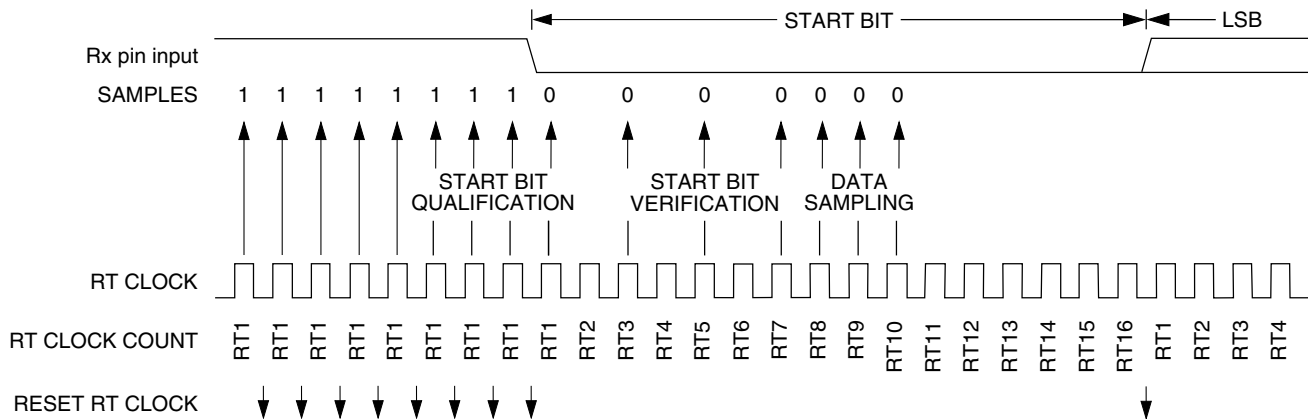 START BIT LSB
Rx pin input
SAMPLES 1 1 1 1 1 1 1 1 0 0 0 0 0 0 0
START BIT QUALIFICATION START BIT VERIFICATION DATA SAMPLING
RT CLOCK
RT CLOCK COUNT RT1 RT1 RT1 RT1 RT1 RT1 RT1 RT1 RT1 RT2 RT3 RT4 RT5 RT6 RT7 RT8 RT9 RT10 RT11 RT12 RT13 RT14 RT15 RT16 RT1 RT2 RT3 RT4
RESET RT CLOCK